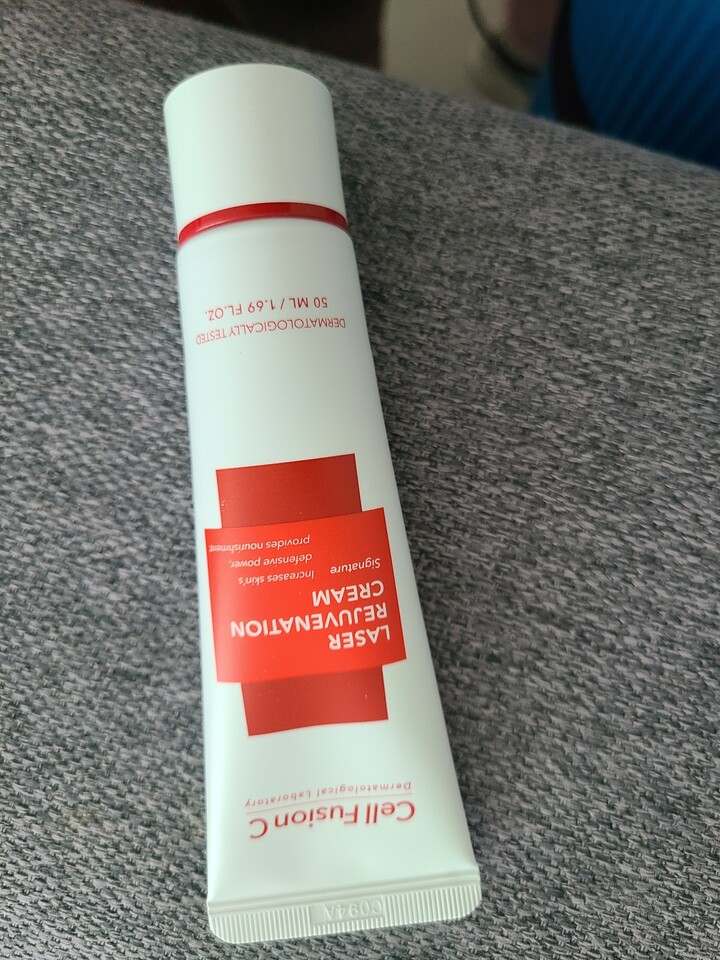 Cell Fusion C
Dermatological Laboratory
LASER
REJUVENATION
CREAM
Signature
Increases skin's
defensive power,
provides nourishment
DERMATOLOGICALLY TESTED
50 ML / 1.69 FL.OZ.